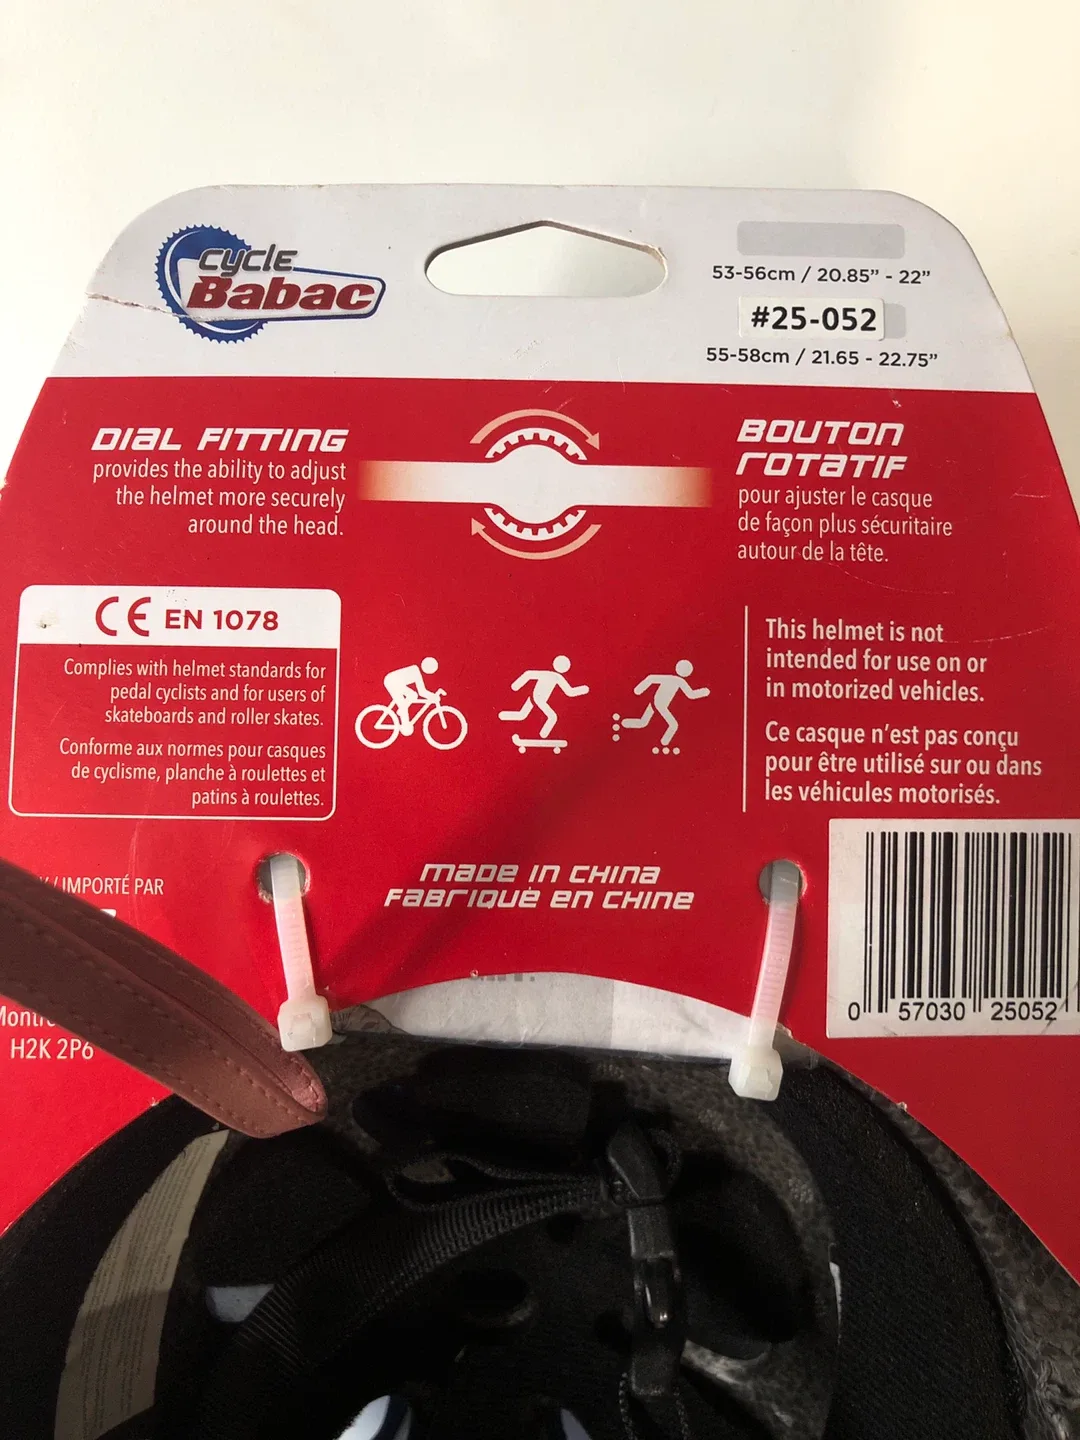 cycle
Babac
53-56cm / 20.85” - 22”
#25-052
55-58cm / 21.65 - 22.75”
DIAL FITTING
provides the ability to adjust
the helmet more securely
around the head.
BOUTON
ROTATIF
pour ajuster le casque
de façon plus sécuritaire
autour de la tête.
CE EN 1078
Complies with helmet standards for
pedal cyclists and for users of
skateboards and roller skates.
Conforme aux normes pour casques
de cyclisme, planche à roulettes et
patins à roulettes.
This helmet is not
intended for use on or
in motorized vehicles.
Ce casque n’est pas conçu
pour être utilisé sur ou dans
les véhicules motorisés.
MADE IN CHINA
FABRIQUÉ EN CHINE
/ IMPORTÉ PAR
H2K 2P6
0 57030 25052